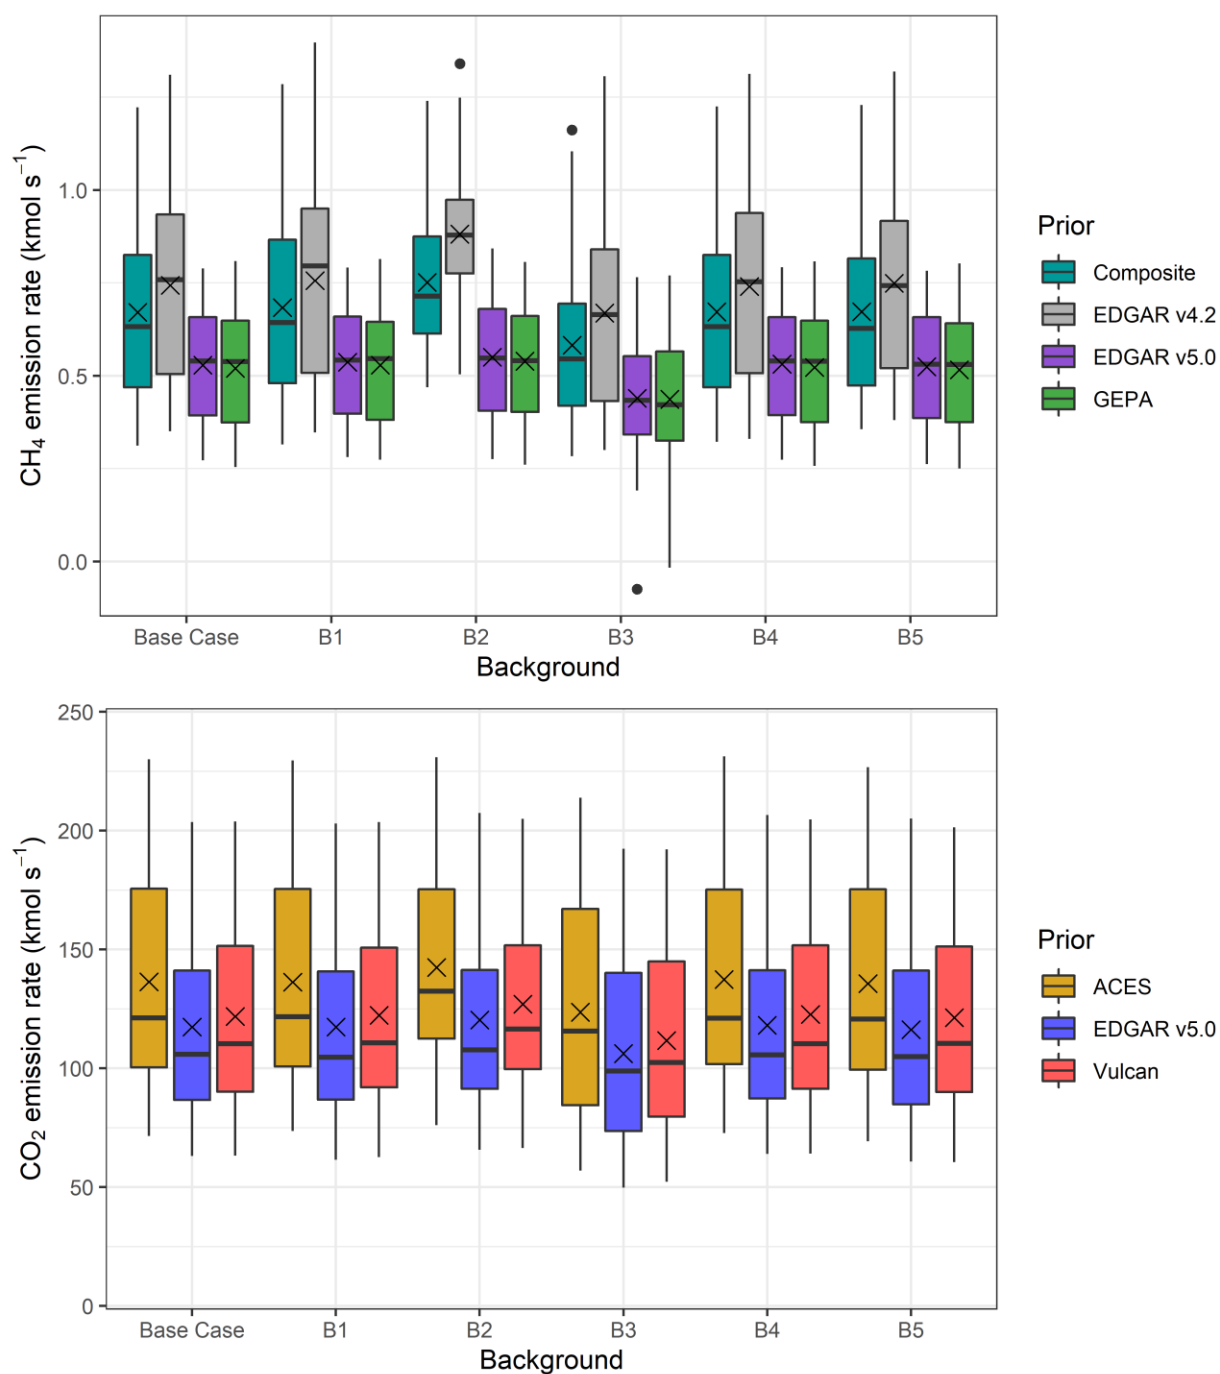 CH₄ emission rate (kmol s⁻¹)
1.0
0.5
0.0
Base Case
B1
B2
B3
B4
B5
Background
Prior
Composite
EDGAR v4.2
EDGAR v5.0
GEPA
CO₂ emission rate (kmol s⁻¹)
250
200
150
100
50
0
Base Case
B1
B2
B3
B4
B5
Background
Prior
ACES
EDGAR v5.0
Vulcan